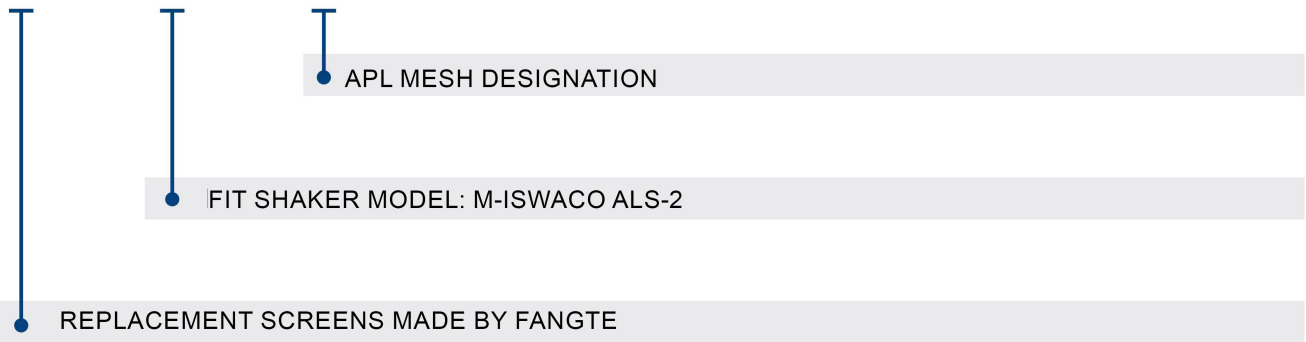 APL MESH DESIGNATION
FIT SHAKER MODEL: M-ISWACO ALS-2
REPLACEMENT SCREENS MADE BY FANGTE